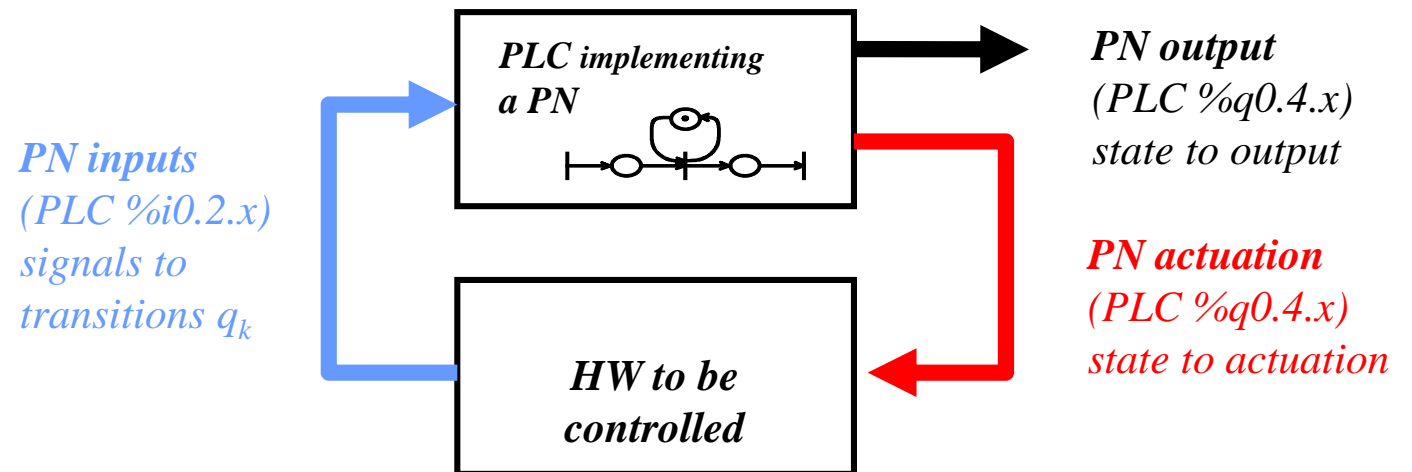 PLC implementing
a PN
PN output
(PLC %q0.4.x)
state to output
PN inputs
(PLC %i0.2.x)
signals to
transitions qk
PN actuation
(PLC %q0.4.x)
state to actuation
HW to be
controlled